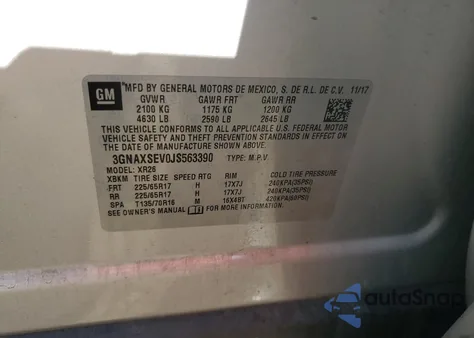 GM
MFD BY GENERAL MOTORS DE MEXICO, S. DE R.L. DE C.V. 11/17
GVWR GAWR FRT GAWR RR
2100 KG 1175 KG 1200 KG
4630 LB 2590 LB 2645 LB
THIS VEHICLE CONFORMS TO ALL APPLICABLE U.S. FEDERAL MOTOR
VEHICLE SAFETY, BUMPER, AND THEFT PREVENTION STANDARDS IN EFFECT ON
THE DATE OF MANUFACTURE SHOWN ABOVE.
3GNAXSEV0JS563390 TYPE: M.P.V.
MODEL: XR26
XBKM TIRE SIZE SPEED RTG RIM COLD TIRE PRESSURE
FRT 225/65R17 H 17X7J 240KPA(35PSI)
RR 225/65R17 H 17X7J 240KPA(35PSI)
SPA T135/70R16 M 16X4BT 420KPA(60PSI)
SEE OWNER'S MANUAL
autoSnap